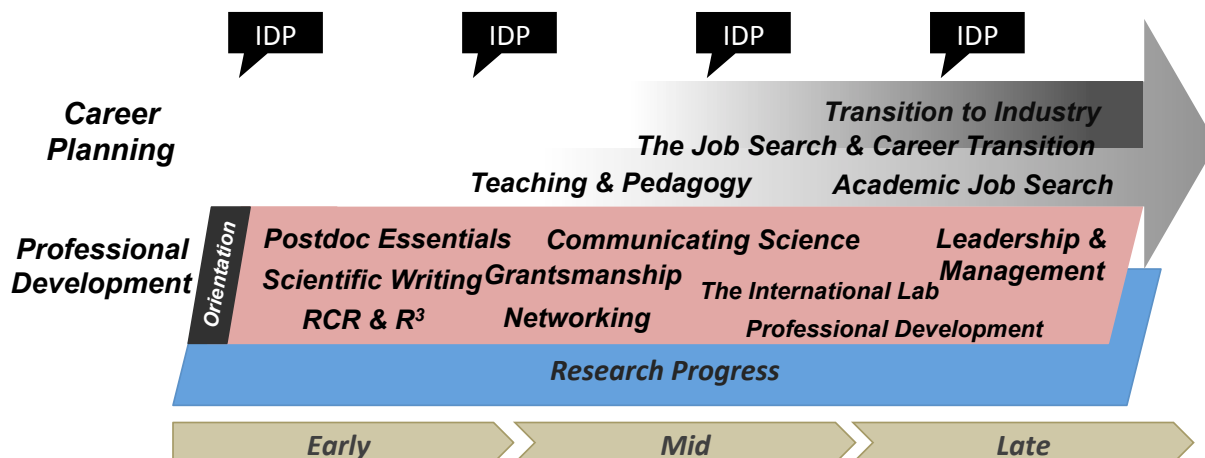 IDP IDP IDP IDP
Career
Planning
Transition to Industry
The Job Search & Career Transition
Teaching & Pedagogy Academic Job Search
Professional
Development
Orientation
Postdoc Essentials Communicating Science Leadership &
Management
Scientific Writing Grantsmanship The International Lab
RCR & R³ Networking Professional Development
Research Progress
Early Mid Late